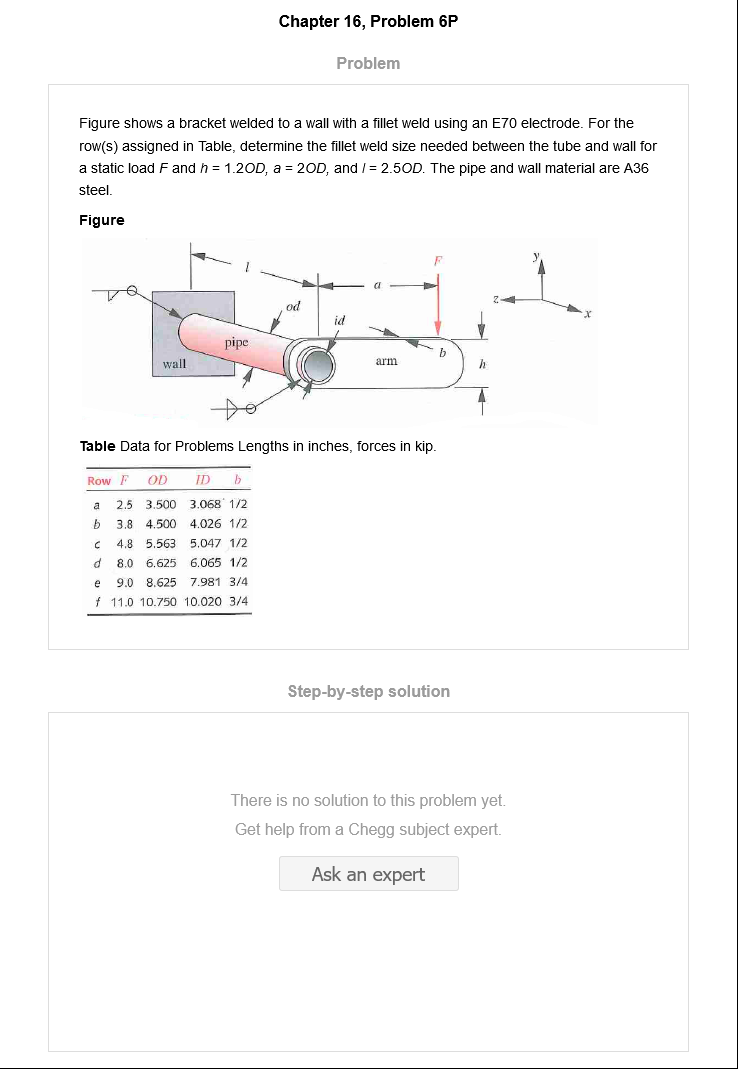 Chapter 16, Problem 6P
Problem
Figure shows a bracket welded to a wall with a fillet weld using an E70 electrode. For the
row(s) assigned in Table, determine the fillet weld size needed between the tube and wall for
a static load F and h = 1.2OD, a = 2OD, and l = 2.5OD. The pipe and wall material are A36
steel.
Figure
l
a
F
y
z
x
od
id
pipe
wall
arm
b
h
Table Data for Problems Lengths in inches, forces in kip.
Row F OD ID b
a 2.5 3.500 3.068 1/2
b 3.8 4.500 4.026 1/2
c 4.8 5.563 5.047 1/2
d 8.0 6.625 6.065 1/2
e 9.0 8.625 7.981 3/4
f 11.0 10.750 10.020 3/4
Step-by-step solution
There is no solution to this problem yet.
Get help from a Chegg subject expert.
Ask an expert